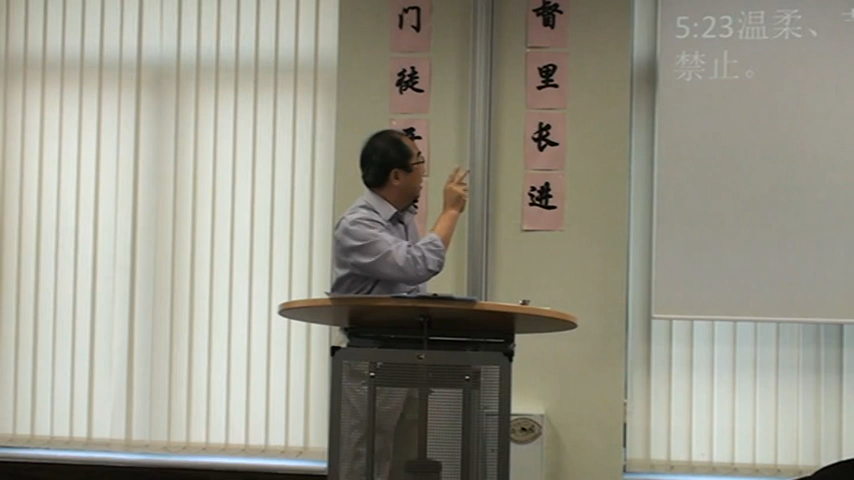 门
徒
督
里
长
进
5:23温柔、
禁止。